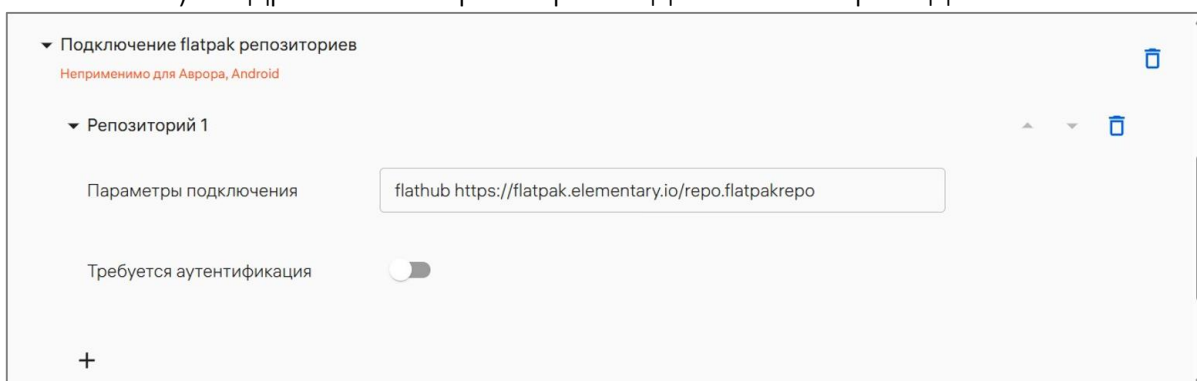 Подключение flatpak репозиториев
Неприменимо для Аврора, Android
Репозиторий 1
Параметры подключения flathub https://flatpak.elementary.io/repo.flatpakrepo
Требуется аутентификация
+